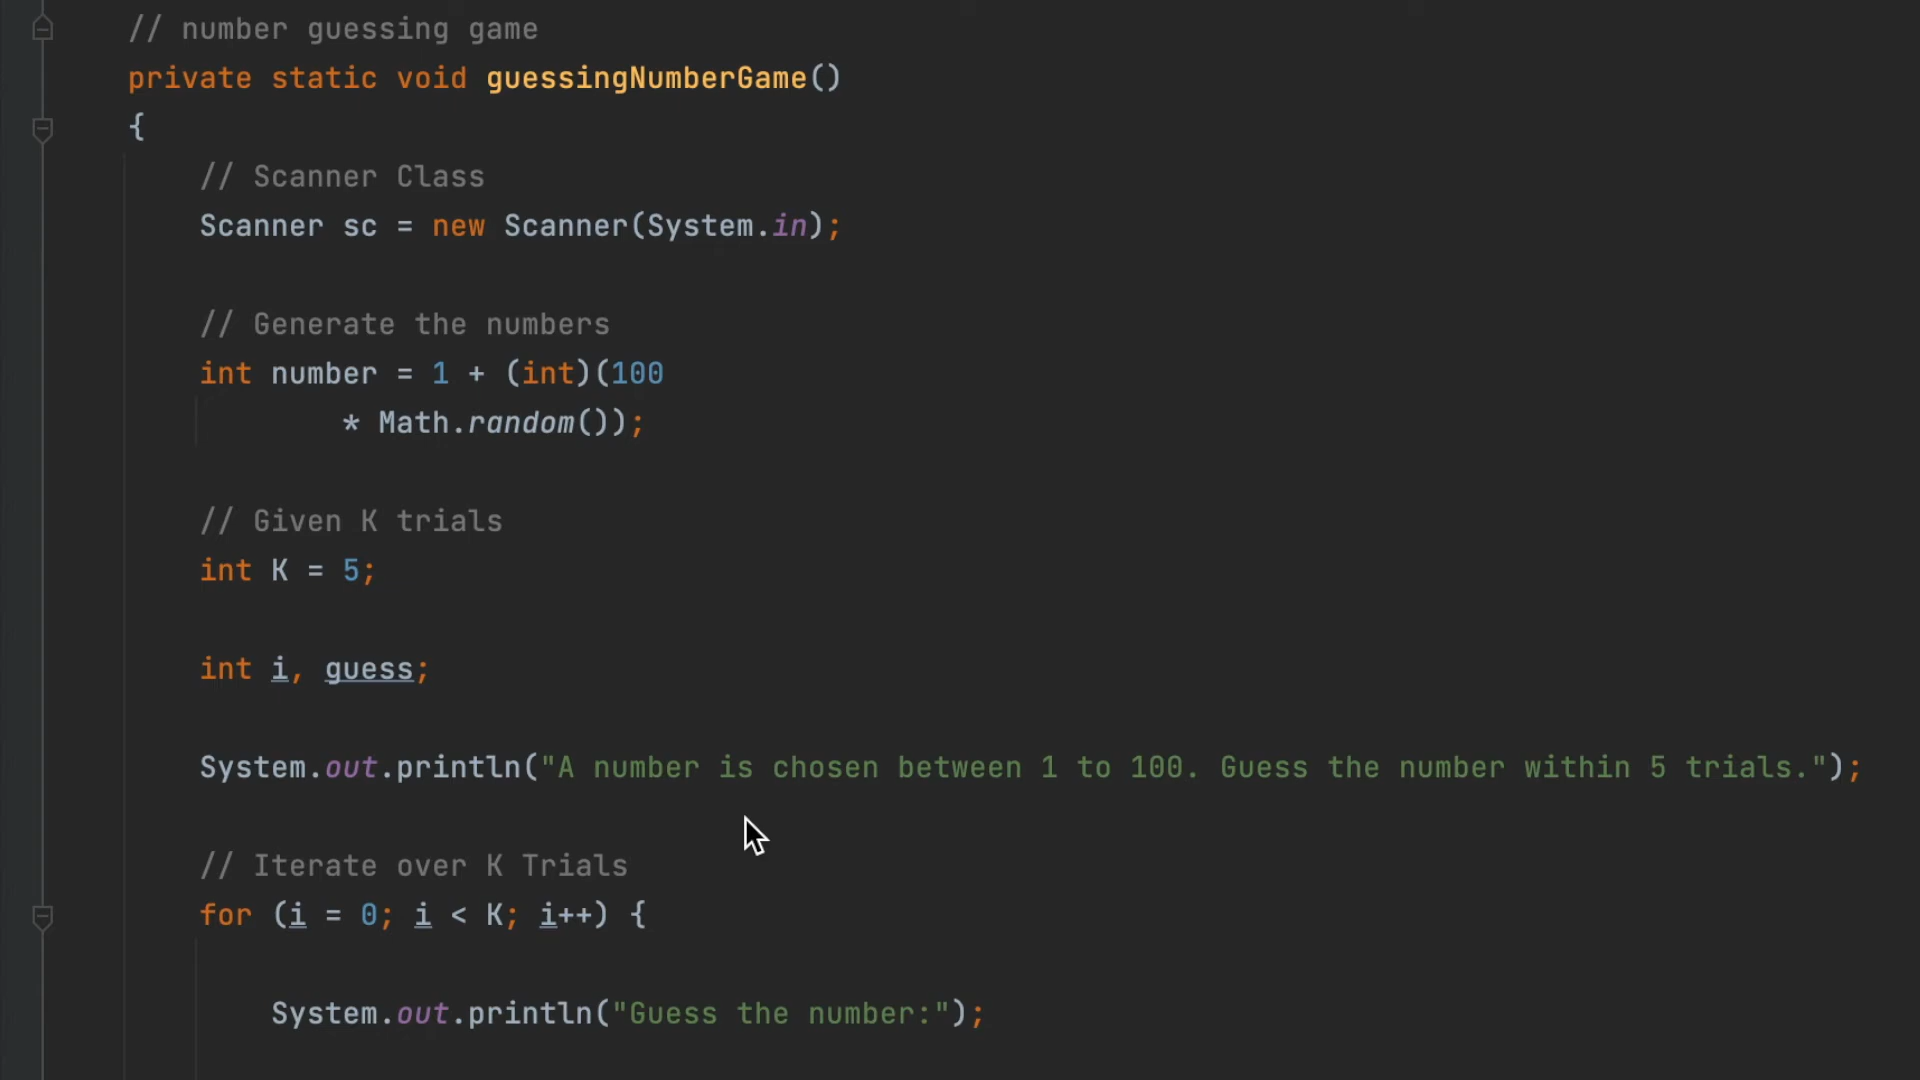 // number guessing game
private static void guessingNumberGame()
{
// Scanner Class
Scanner sc = new Scanner(System.in);
// Generate the numbers
int number = 1 + (int)(100
* Math.random());
// Given K trials
int K = 5;
int i, guess;
System.out.println("A number is chosen between 1 to 100. Guess the number within 5 trials.");
// Iterate over K Trials
for (i = 0; i < K; i++) {
System.out.println("Guess the number:");